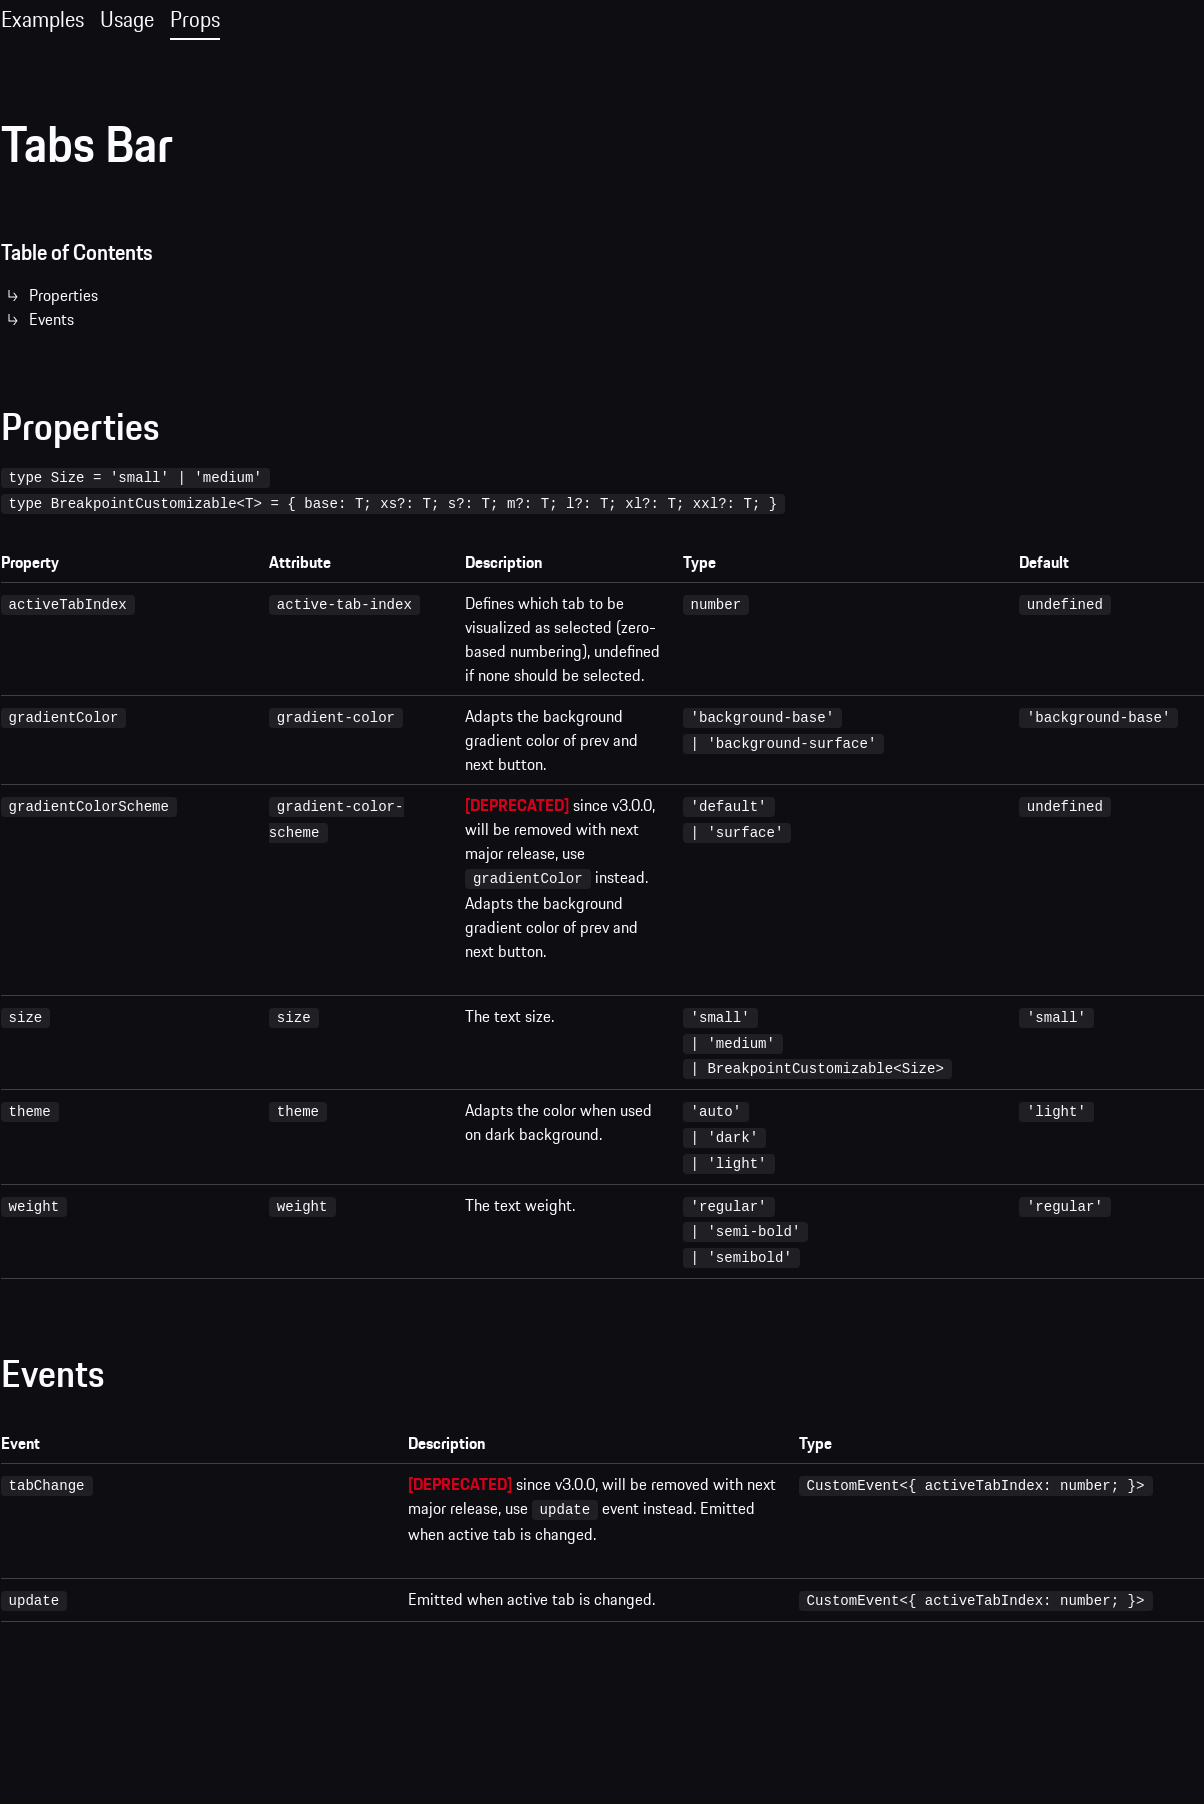 Examples Usage Props
Tabs Bar
Table of Contents
Properties
Events
Properties
type Size = 'small' | 'medium'
type BreakpointCustomizable<T> = { base: T; xs?: T; s?: T; m?: T; l?: T; xl?: T; xxl?: T; }
Property Attribute Description Type Default
activeTabIndex active-tab-index Defines which tab to be number undefined
visualized as selected (zero-
based numbering), undefined
if none should be selected.
gradientColor gradient-color Adapts the background 'background-base' 'background-base'
gradient color of prev and | 'background-surface'
next button.
gradientColorScheme gradient-color- [DEPRECATED] since v3.0.0, 'default' undefined
scheme will be removed with next | 'surface'
major release, use
gradientColor instead.
Adapts the background
gradient color of prev and
next button.
size size The text size. 'small' 'small'
| 'medium'
| BreakpointCustomizable<Size>
theme theme Adapts the color when used 'auto' 'light'
on dark background. | 'dark'
| 'light'
weight weight The text weight. 'regular' 'regular'
| 'semi-bold'
| 'semibold'
Events
Event Description Type
tabChange [DEPRECATED] since v3.0.0, will be removed with next CustomEvent<{ activeTabIndex: number; }>
major release, use update event instead. Emitted
when active tab is changed.
update Emitted when active tab is changed. CustomEvent<{ activeTabIndex: number; }>